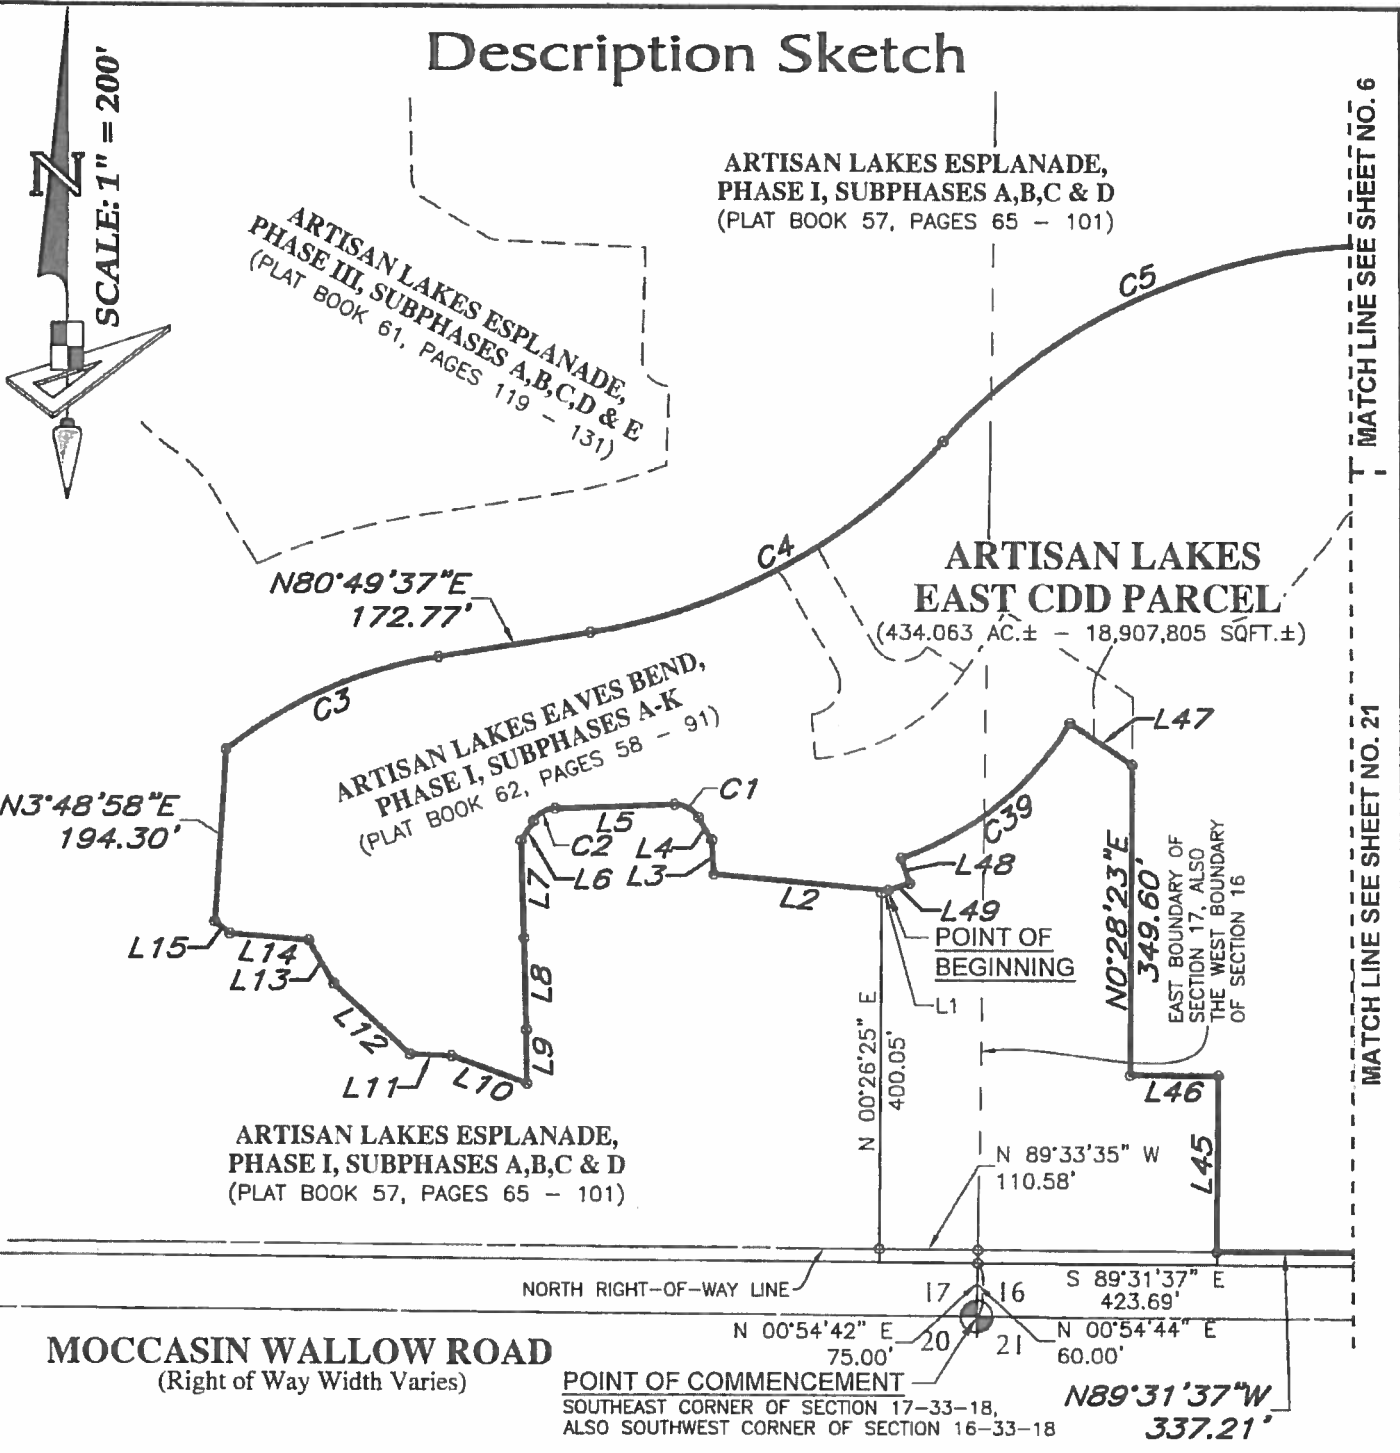 Description Sketch
N
SCALE: 1" = 200'
ARTISAN LAKES ESPLANADE,
PHASE I, SUBPHASES A,B,C & D
(PLAT BOOK 57, PAGES 65 - 101)
MATCH LINE SEE SHEET NO. 6
ARTISAN LAKES ESPLANADE,
PHASE III, SUBPHASES A,B,C,D & E
(PLAT BOOK 61, PAGES 119 - 131)
C5
C4
ARTISAN LAKES
EAST CDD PARCEL
(434.063 AC.± - 18,907,805 SQFT.±)
N80°49'37"E
172.77'
C3
ARTISAN LAKES EAVES BEND,
PHASE I, SUBPHASES A-K
(PLAT BOOK 62, PAGES 58 - 91)
L47
N3°48'58"E
194.30'
C1
L5
C2
L4
L6
L3
L7
L2
C39
L48
L49
POINT OF
BEGINNING
L1
N0°28'23"E
349.60'
EAST BOUNDARY OF
SECTION 17, ALSO
THE WEST BOUNDARY
OF SECTION 16
MATCH LINE SEE SHEET NO. 21
L15
L14
L13
L12
L11
L10
L8
L9
N 00°26'25" E
400.05'
L46
L45
ARTISAN LAKES ESPLANADE,
PHASE I, SUBPHASES A,B,C & D
(PLAT BOOK 57, PAGES 65 - 101)
N 89°33'35" W
110.58'
NORTH RIGHT-OF-WAY LINE
17
16
20
21
S 89°31'37" E
423.69'
MOCCASIN WALLOW ROAD
(Right of Way Width Varies)
N 00°54'42" E
75.00'
N 00°54'44" E
60.00'
POINT OF COMMENCEMENT
SOUTHEAST CORNER OF SECTION 17-33-18,
ALSO SOUTHWEST CORNER OF SECTION 16-33-18
N89°31'37"W
337.21'